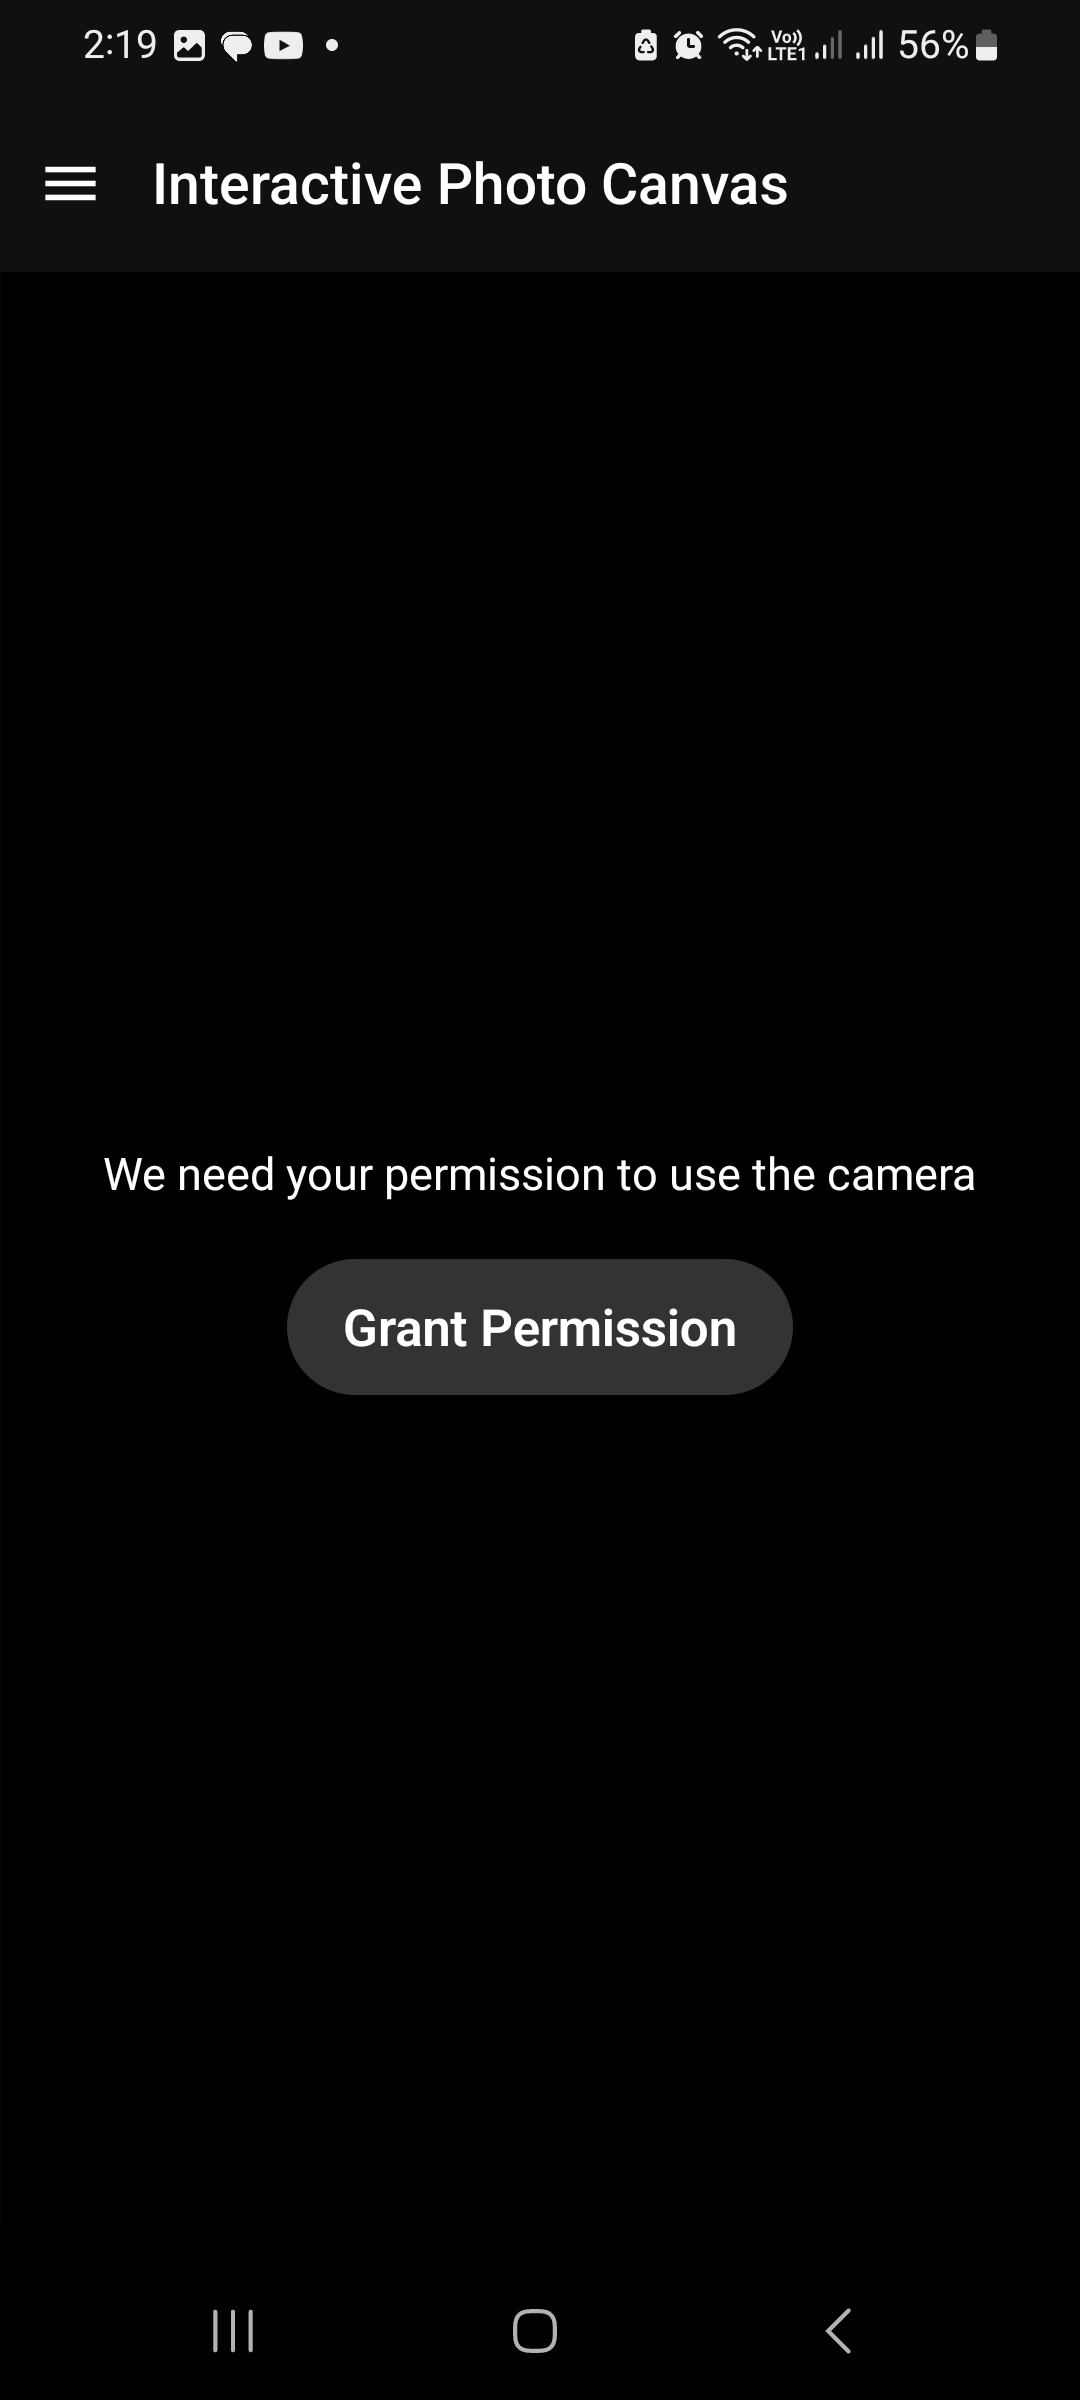 2:19
Vo)) LTE1 56%
Interactive Photo Canvas
We need your permission to use the camera
Grant Permission